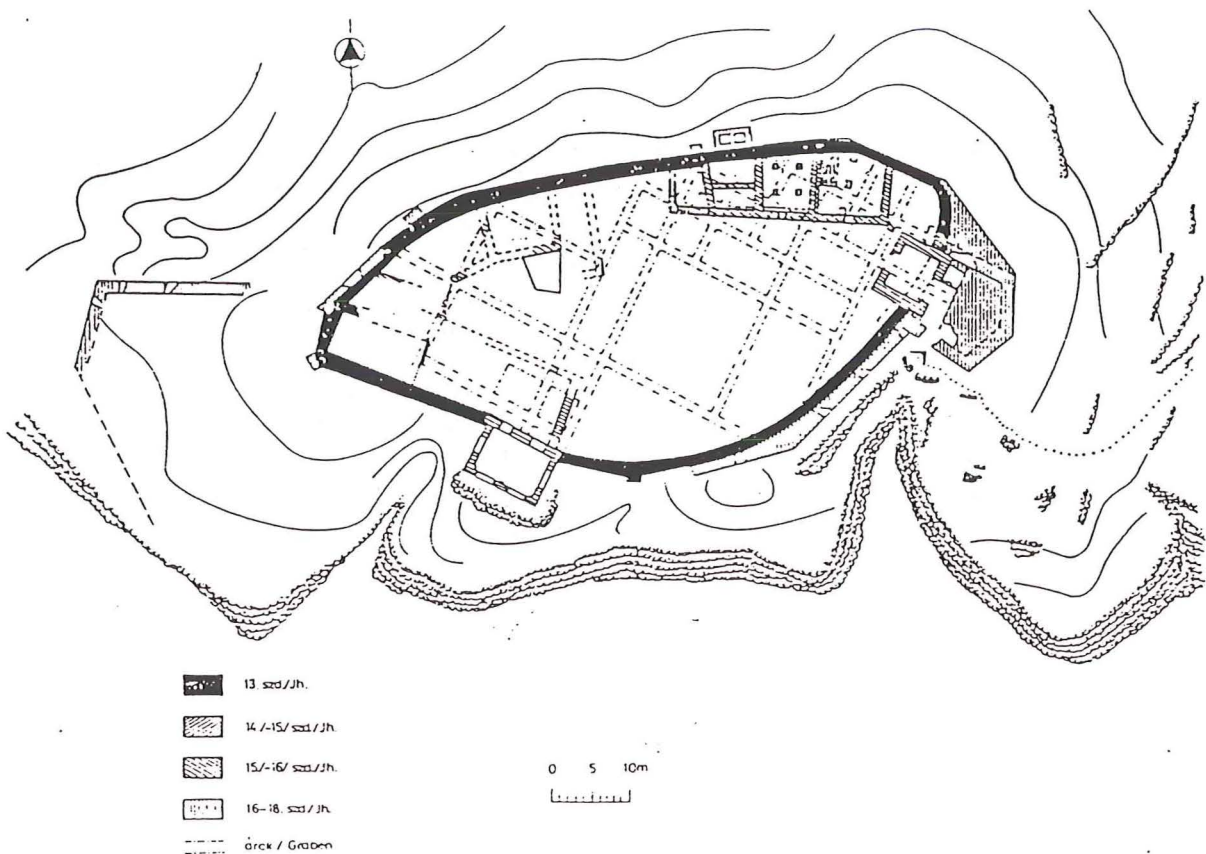 13. szd/Jh.
14/-15/szd/Jh.
15/-16/szd/Jh.
16-18. szd/Jh.
árok / Graben
0 5 10m